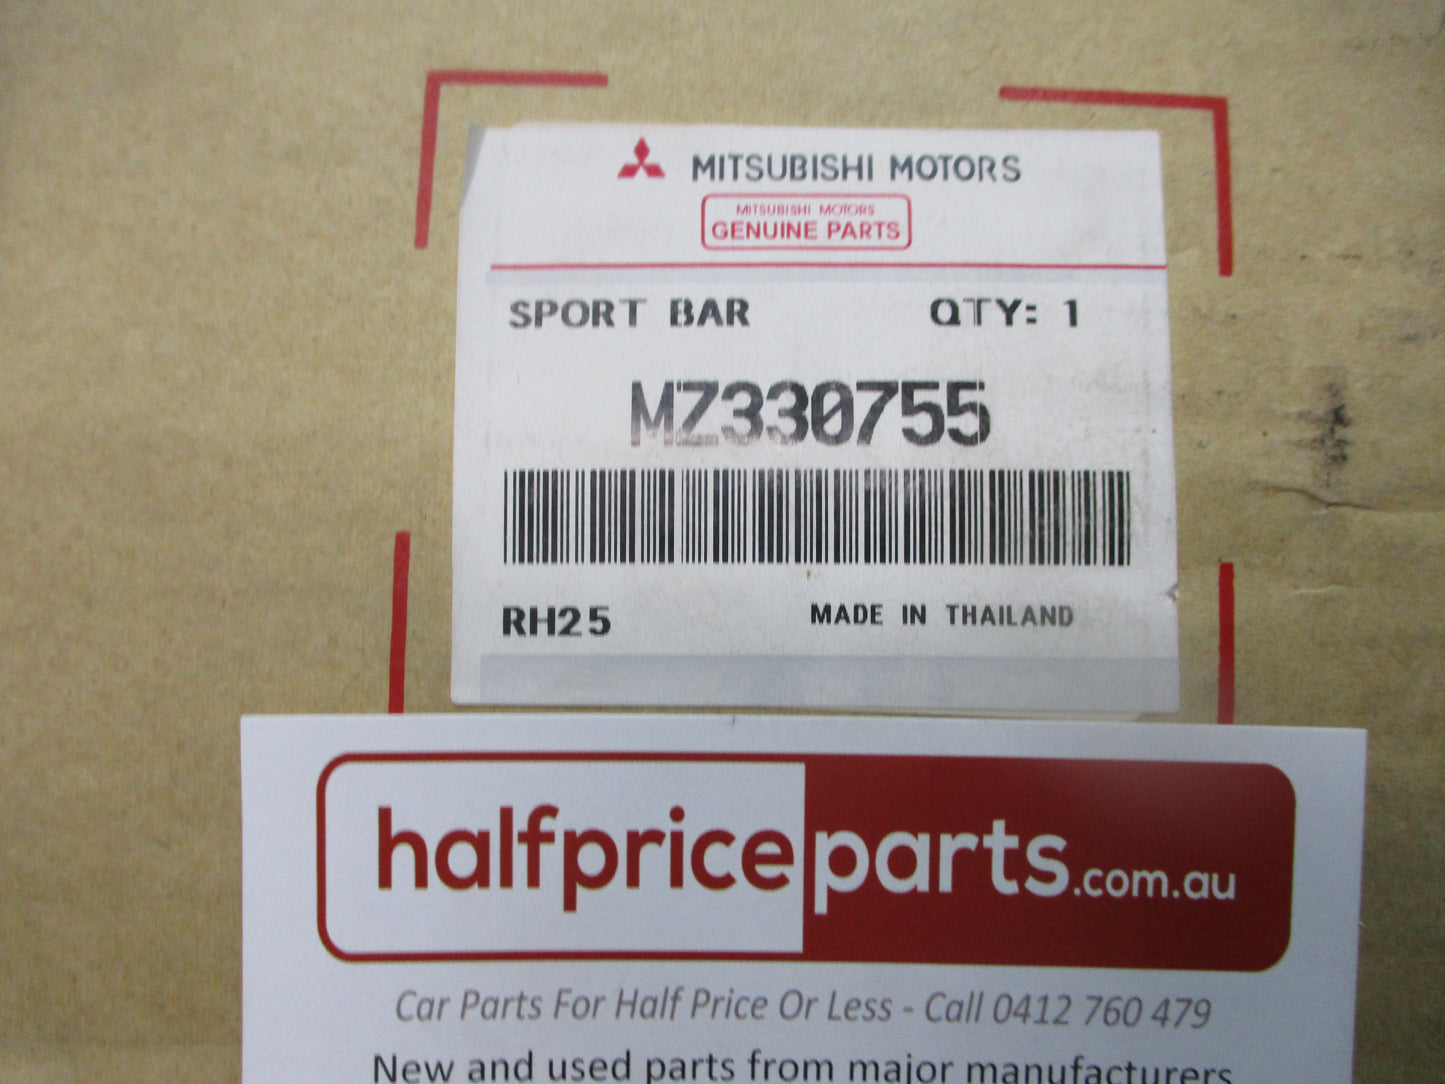 MITSUBISHI MOTORS
MITSUBISHI MOTORS
GENUINE PARTS
SPORT BAR QTY: 1
MZ330755
RH25 MADE IN THAILAND
halfpriceparts.com.au
Car Parts For Half Price Or Less - Call 0412 760 479
New and used parts from major manufacturers